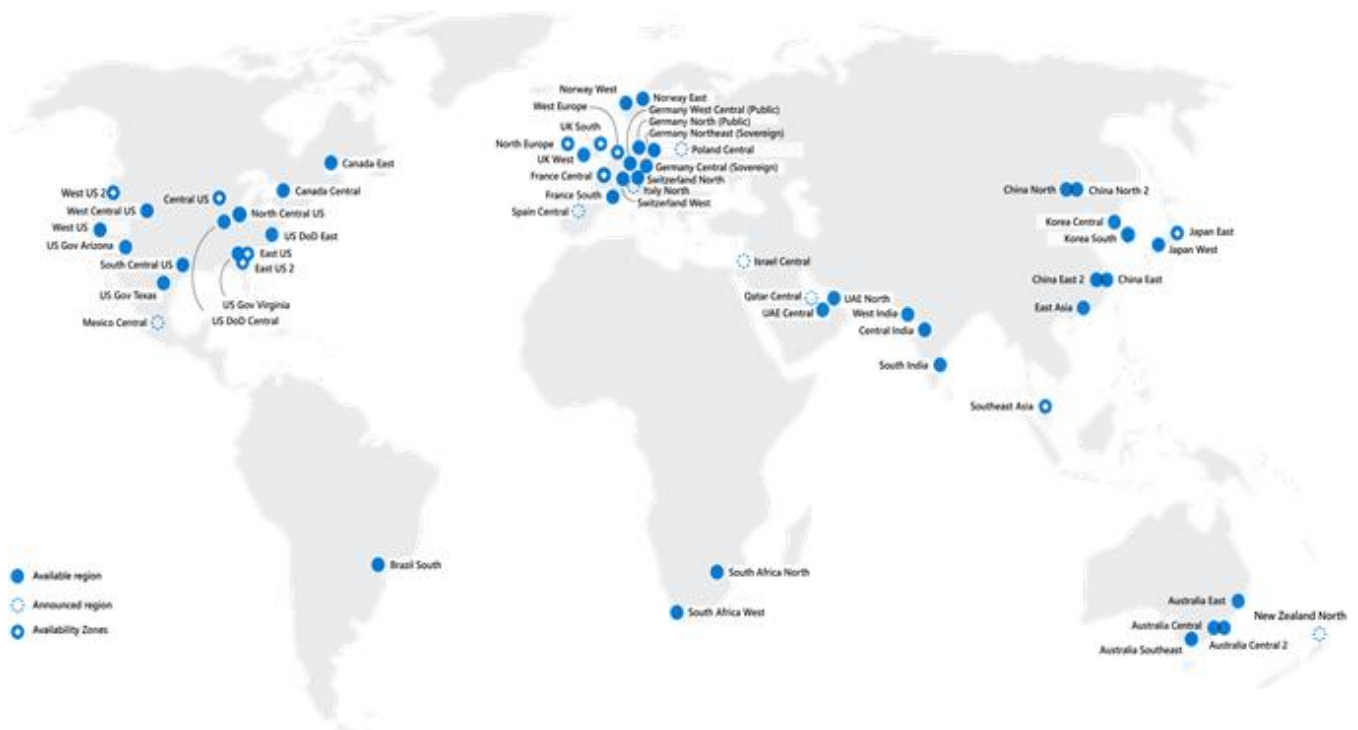 Norway West
Norway East
West Europe
Germany West Central (Public)
Germany North (Public)
Germany Northeast (Sovereign)
UK South
North Europe
Poland Central
UK West
Germany Central (Sovereign)
France Central
Switzerland North
Italy North
France South
Switzerland West
Spain Central
Canada East
Canada Central
West US 2
Central US
West Central US
North Central US
West US
US DoD East
US Gov Arizona
East US
South Central US
East US 2
US Gov Texas
US Gov Virginia
Mexico Central
US DoD Central
China North
China North 2
Korea Central
Korea South
Japan East
Japan West
Israel Central
China East 2
China East
Qatar Central
UAE North
UAE Central
West India
East Asia
Central India
South India
Southeast Asia
Brazil South
South Africa North
South Africa West
Available region
Announced region
Availability Zones
Australia East
New Zealand North
Australia Central
Australia Central 2
Australia Southeast